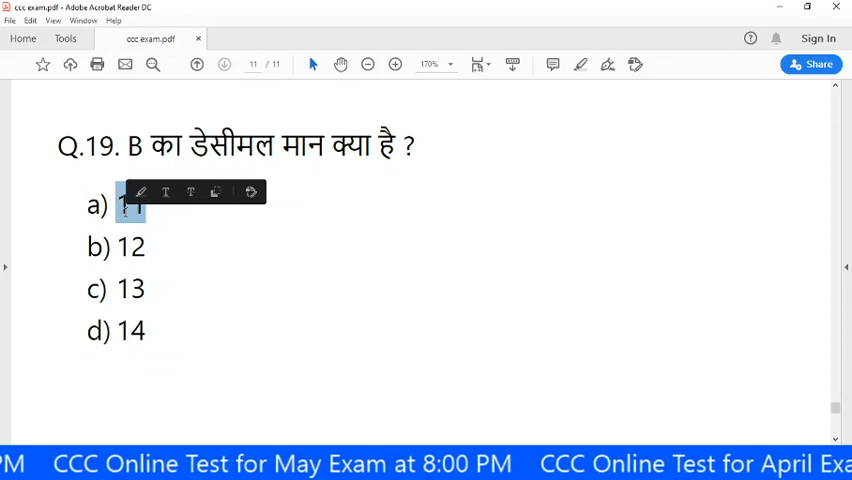 ccc exam.pdf - Adobe Acrobat Reader DC
File Edit View Window Help
Home Tools ccc exam.pdf × Sign In
11 / 11 170% Share
Q.19. B का डेसीमल मान क्या है ?
a) 11
b) 12
c) 13
d) 14
PM CCC Online Test for May Exam at 8:00 PM CCC Online Test for April Exa